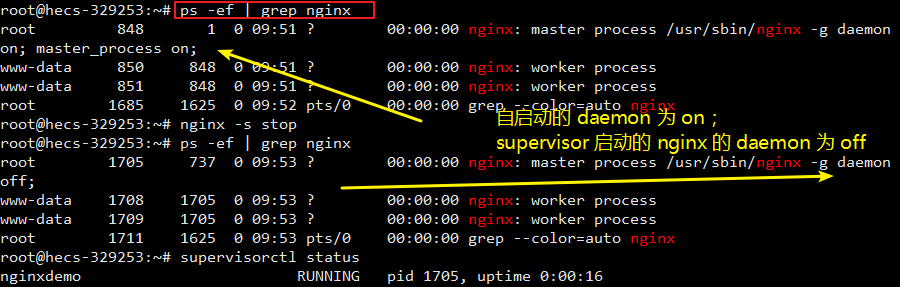 root@hecs-329253:~# ps -ef | grep nginx
root 848 1 0 09:51 ? 00:00:00 nginx: master process /usr/sbin/nginx -g daemon
on; master_process on;
www-data 850 848 0 09:51 ? 00:00:00 nginx: worker process
www-data 851 848 0 09:51 ? 00:00:00 nginx: worker process
root 1685 1625 0 09:52 pts/0 00:00:00 grep --color=auto nginx
自启动的 daemon 为 on；
root@hecs-329253:~# nginx -s stop
root@hecs-329253:~# ps -ef | grep nginx
supervisor 启动的 nginx 的 daemon 为 off
root 1705 737 0 09:53 ? 00:00:00 nginx: master process /usr/sbin/nginx -g daemon
off;
www-data 1708 1705 0 09:53 ? 00:00:00 nginx: worker process
www-data 1709 1705 0 09:53 ? 00:00:00 nginx: worker process
root 1711 1625 0 09:53 pts/0 00:00:00 grep --color=auto nginx
root@hecs-329253:~# supervisorctl status
nginxdemo RUNNING pid 1705, uptime 0:00:16